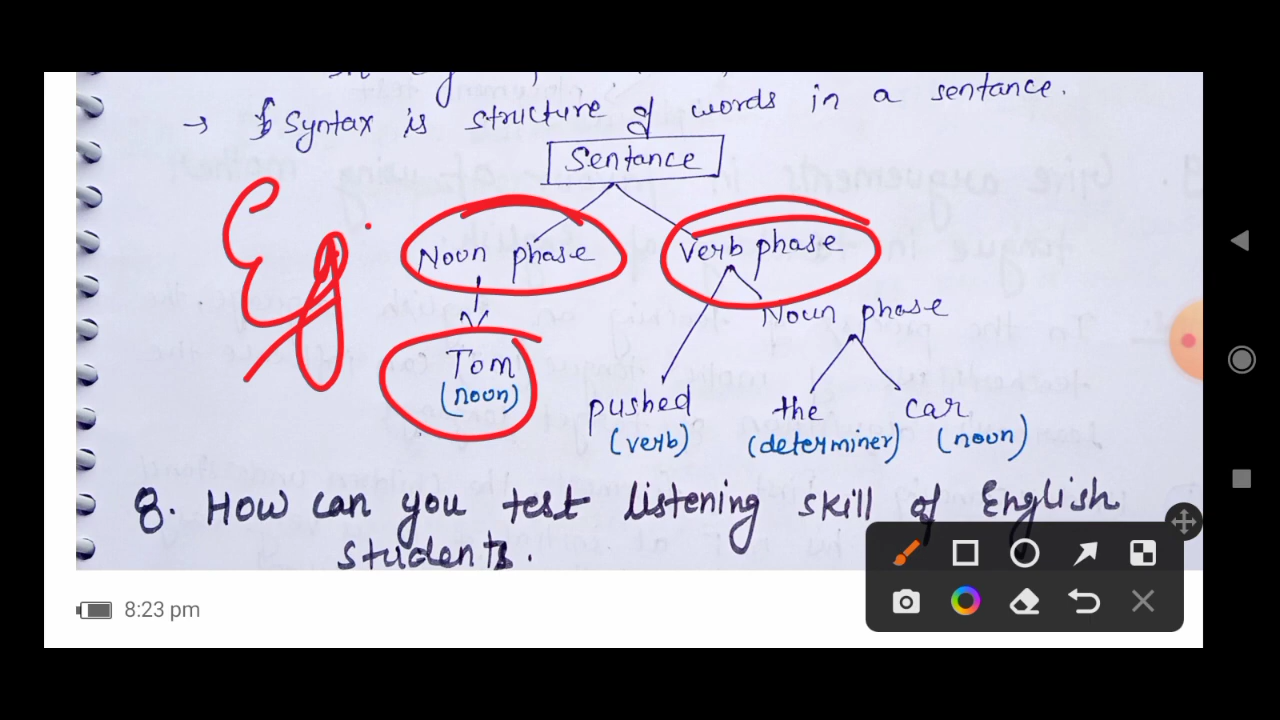 → Syntax is structure of words in a sentance.
Sentance
Eg.
Noun phase Verb phase
Noun phase
Tom
(noun)
pushed the car
(verb) (determiner) (noun)
8. How can you test listening skill of English
students.
8:23 pm